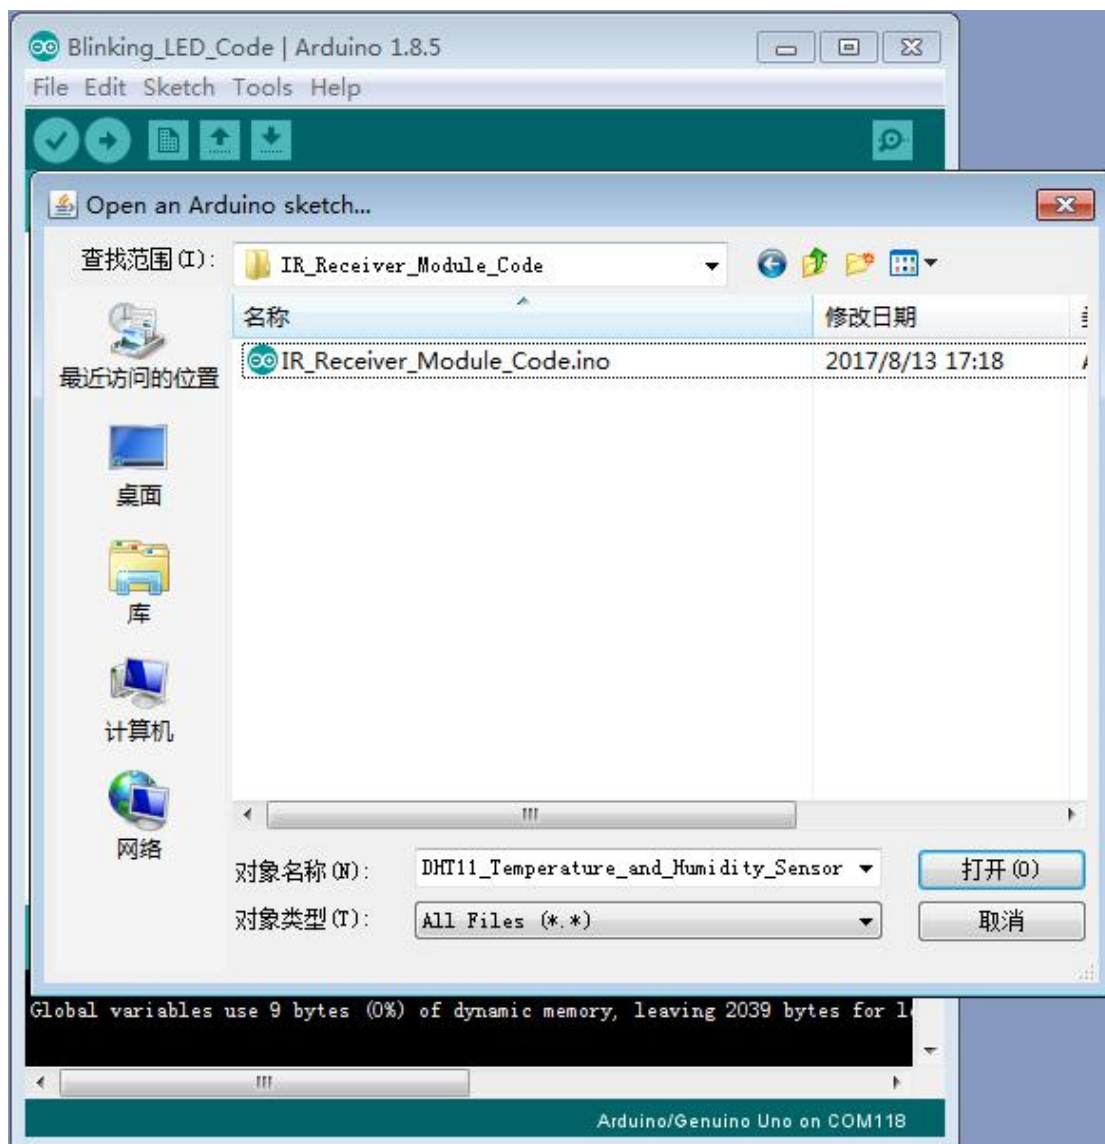 Blinking_LED_Code | Arduino 1.8.5
File Edit Sketch Tools Help
Open an Arduino sketch...
查找范围(I):
IR_Receiver_Module_Code
名称
修改日期
IR_Receiver_Module_Code.ino
2017/8/13 17:18
最近访问的位置
桌面
库
计算机
网络
对象名称(N):
DHT11_Temperature_and_Humidity_Sensor
打开(O)
对象类型(T):
All Files (*.*)
取消
Global variables use 9 bytes (0%) of dynamic memory, leaving 2039 bytes for
Arduino/Genuino Uno on COM118